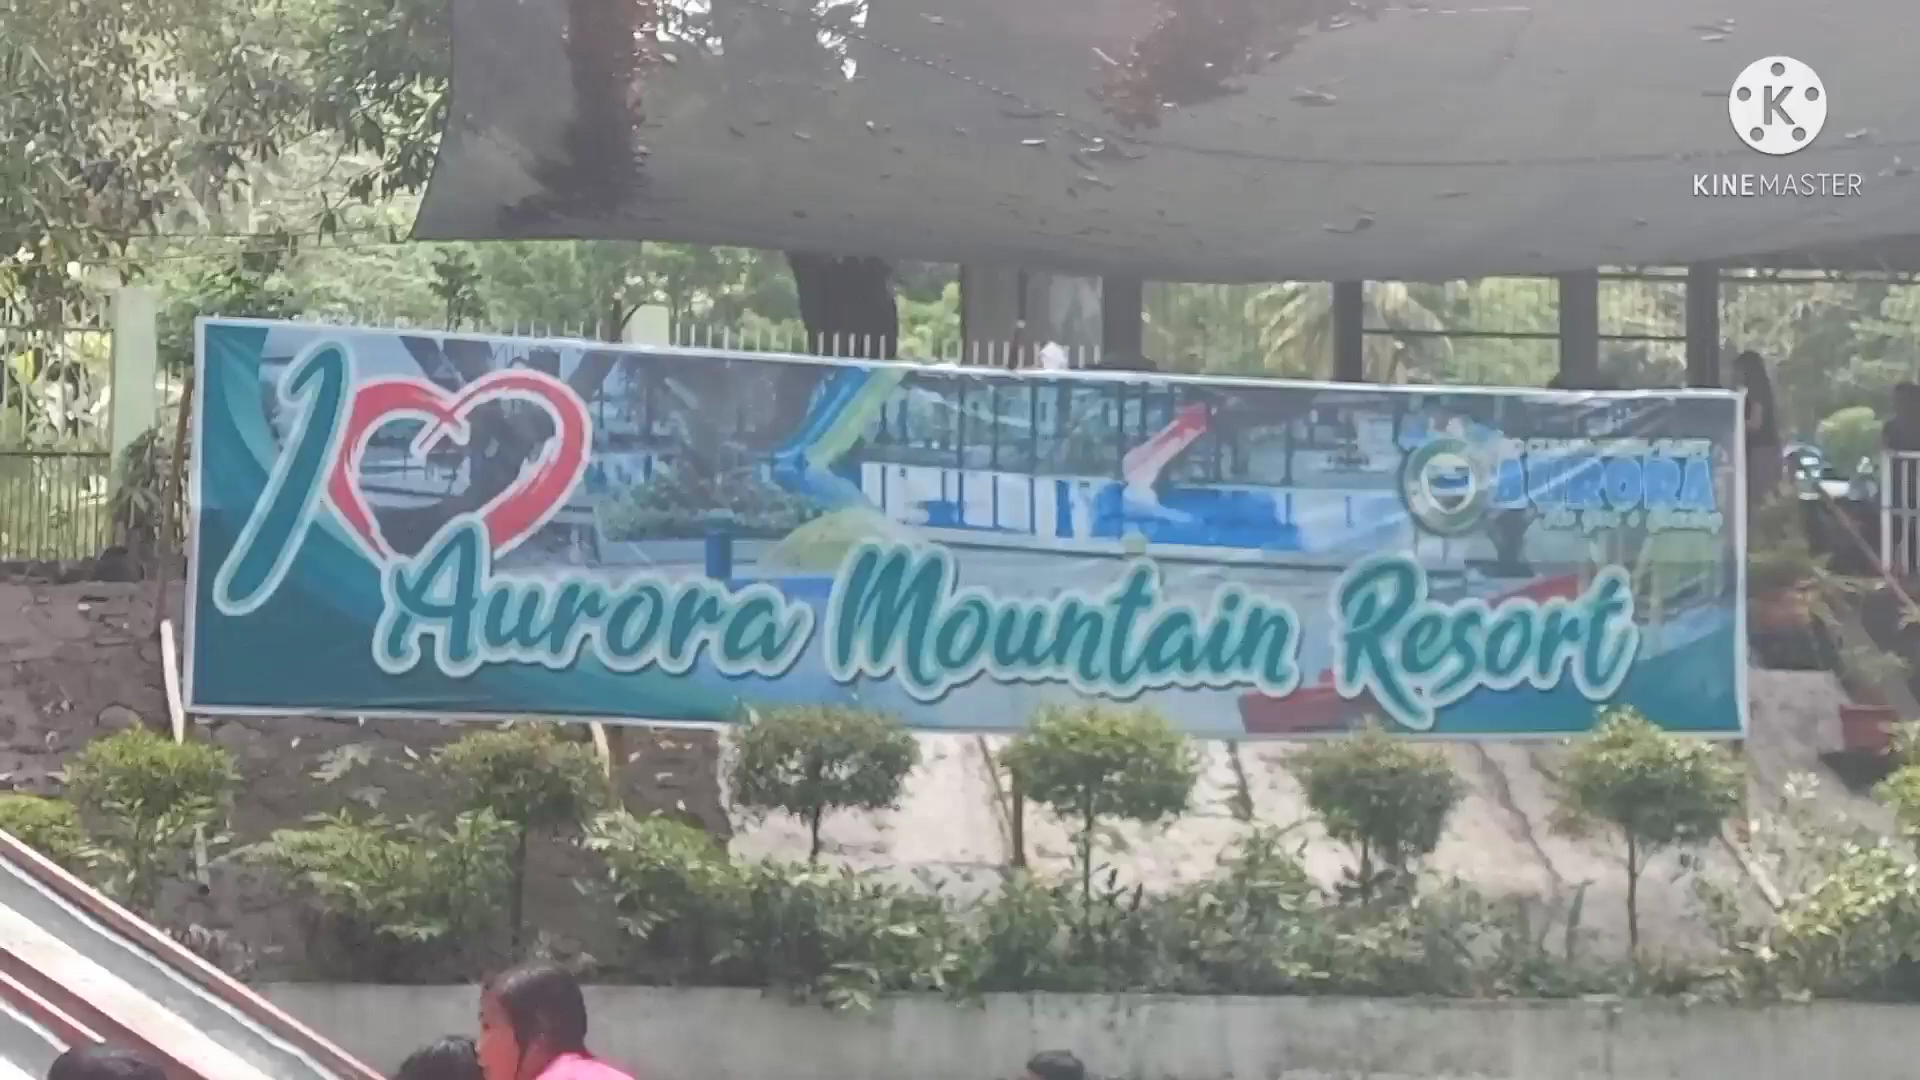 K
KINEMASTER
I
AURORA
Aurora Mountain Resort